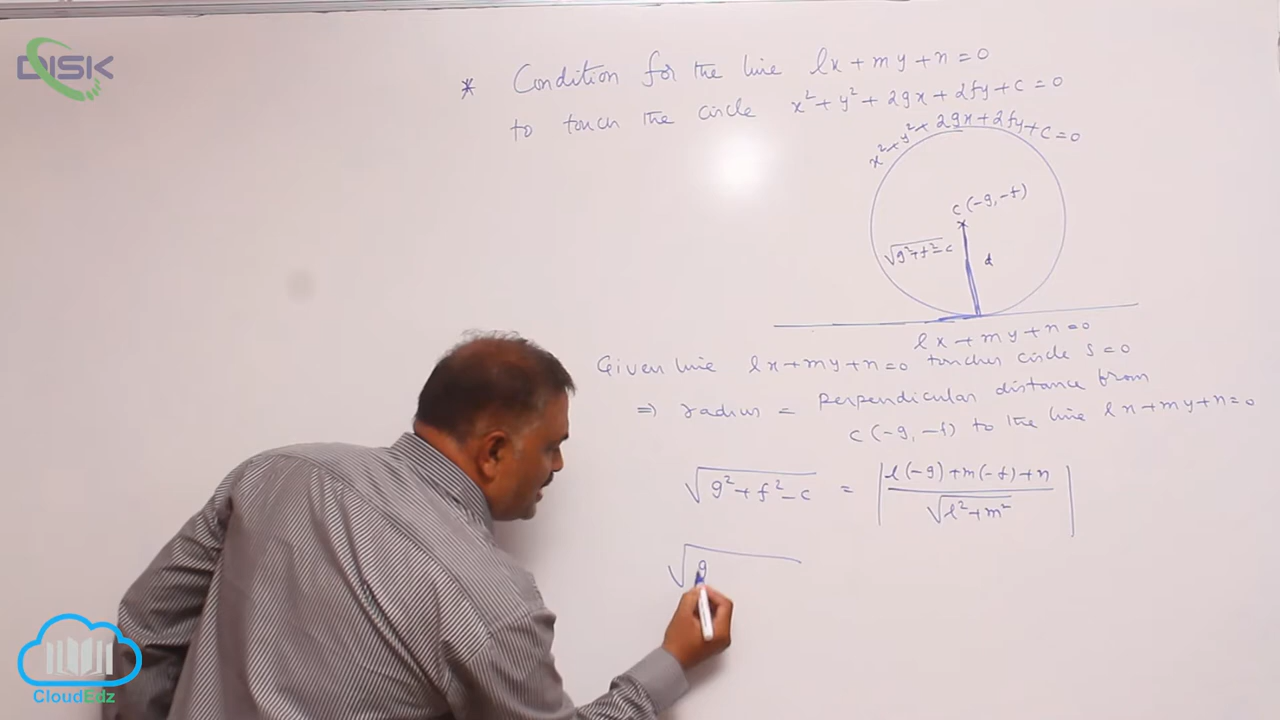 DISK
* Condition for the line lx + my + n = 0
to touch the circle x² + y² + 2gx + 2fy + c = 0
x² + y² + 2gx + 2fy + c = 0
c (-g, -f)
√g²+f²-c
d
lx + my + n = 0
Given line lx + my + n = 0 touches circle S = 0
⇒ radius = perpendicular distance from
c (-g, -f) to the line lx + my + n = 0
√g² + f² - c = | l(-g) + m(-f) + n / √l² + m² |
√g
CloudEdz